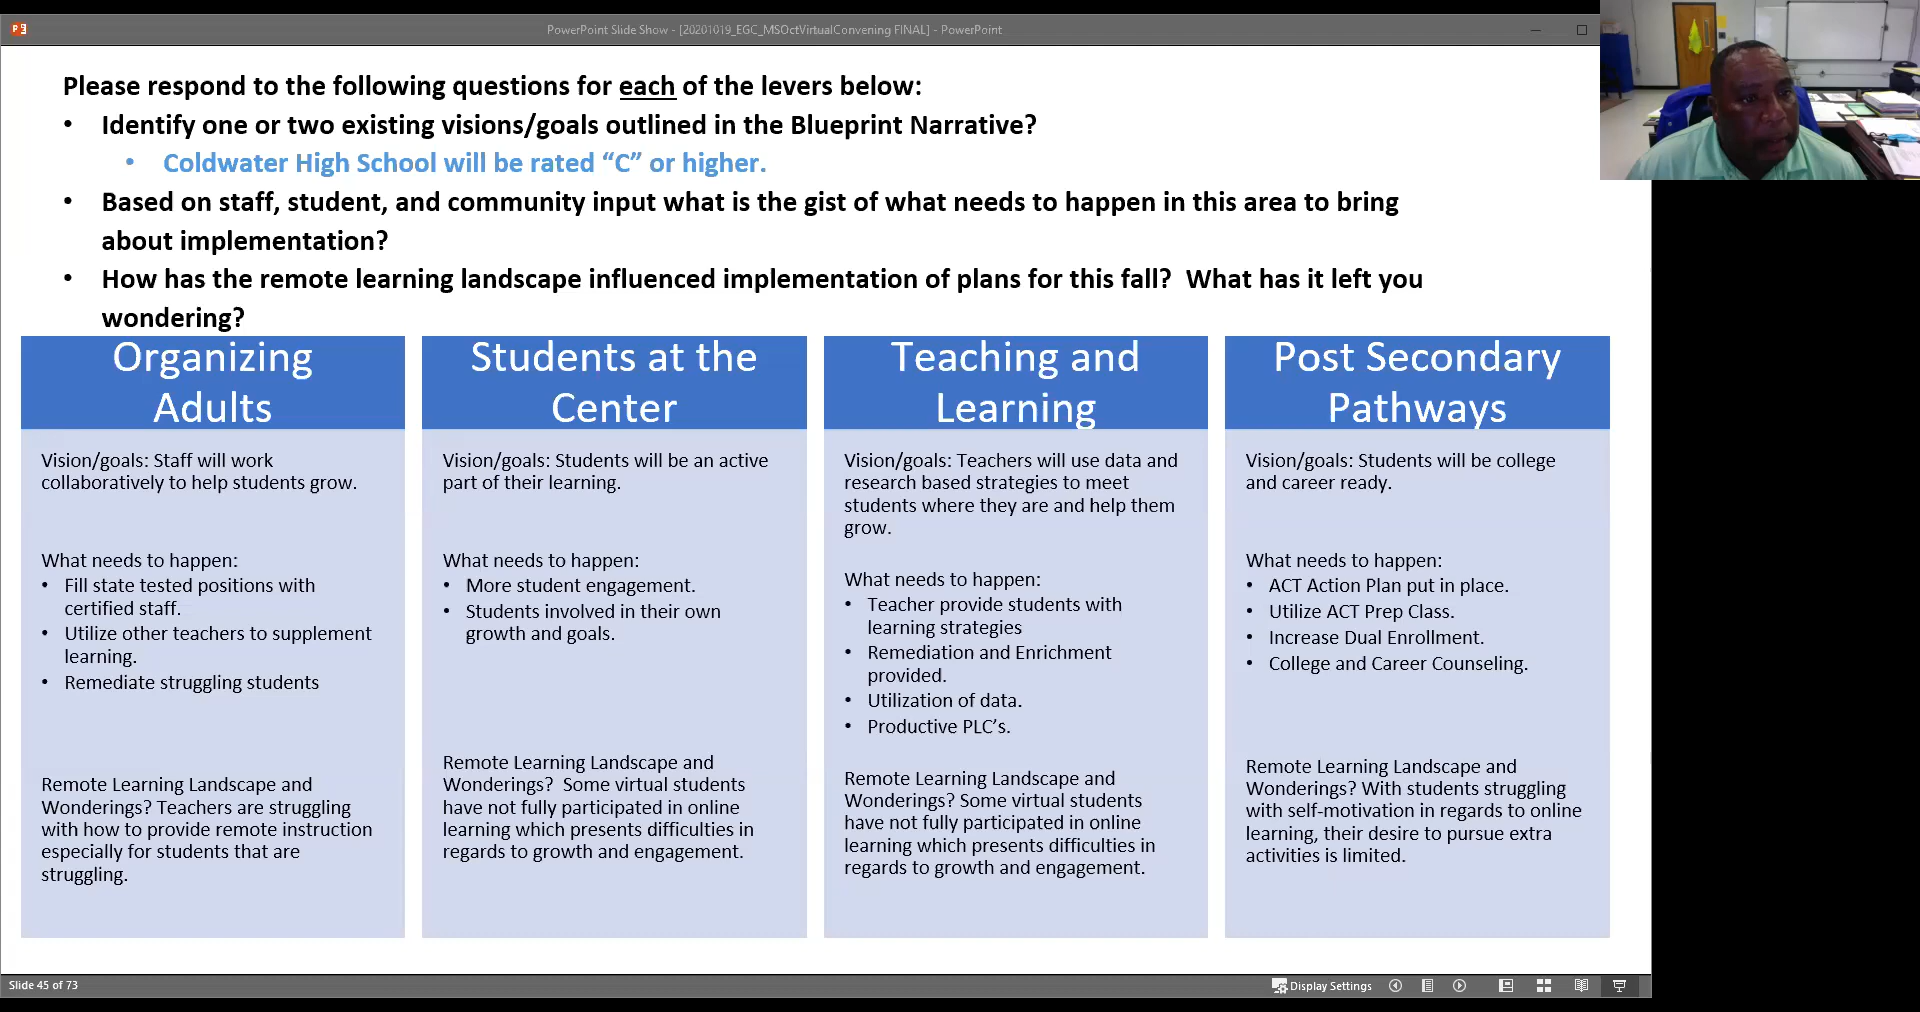 PowerPoint Slide Show - [20201019_EGC_MSOctVirtualConvening FINAL] - PowerPoint
Please respond to the following questions for each of the levers below:
• Identify one or two existing visions/goals outlined in the Blueprint Narrative?
• Coldwater High School will be rated “C” or higher.
• Based on staff, student, and community input what is the gist of what needs to happen in this area to bring
about implementation?
• How has the remote learning landscape influenced implementation of plans for this fall?  What has it left you
wondering?
Organizing
Adults
Vision/goals: Staff will work
collaboratively to help students grow.
What needs to happen:
• Fill state tested positions with
certified staff.
• Utilize other teachers to supplement
learning.
• Remediate struggling students
Remote Learning Landscape and
Wonderings? Teachers are struggling
with how to provide remote instruction
especially for students that are
struggling.
Students at the
Center
Vision/goals: Students will be an active
part of their learning.
What needs to happen:
• More student engagement.
• Students involved in their own
growth and goals.
Remote Learning Landscape and
Wonderings?  Some virtual students
have not fully participated in online
learning which presents difficulties in
regards to growth and engagement.
Teaching and
Learning
Vision/goals: Teachers will use data and
research based strategies to meet
students where they are and help them
grow.
What needs to happen:
• Teacher provide students with
learning strategies
• Remediation and Enrichment
provided.
• Utilization of data.
• Productive PLC’s.
Remote Learning Landscape and
Wonderings? Some virtual students
have not fully participated in online
learning which presents difficulties in
regards to growth and engagement.
Post Secondary
Pathways
Vision/goals: Students will be college
and career ready.
What needs to happen:
• ACT Action Plan put in place.
• Utilize ACT Prep Class.
• Increase Dual Enrollment.
• College and Career Counseling.
Remote Learning Landscape and
Wonderings? With students struggling
with self-motivation in regards to online
learning, their desire to pursue extra
activities is limited.
Slide 45 of 73
Display Settings